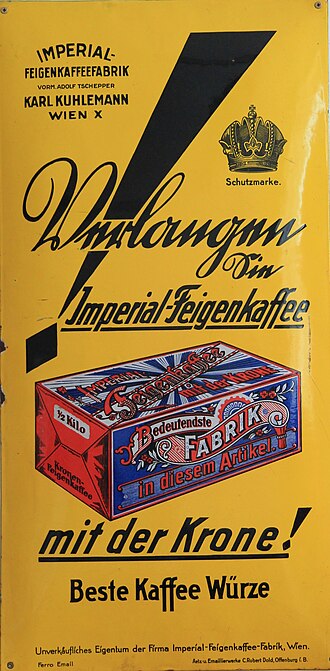 IMPERIAL-
FEIGENKAFFEEFABRIK
VORM. ADOLF TSCHEPPER
KARL KUHLEMANN
WIEN X
Schutzmarke.
Verlangen
Sie
Imperial-Feigenkaffee
IMPERIAL
Feigenkaffee
mit der KRONE
½ Kilo
Kronen-
Feigenkaffee
Bedeutendste
FABRIK
in diesem Artikel.
mit der Krone!
Beste Kaffee Würze
Unverkäufliches Eigentum der Firma Imperial-Feigenkaffee-Fabrik, Wien.
Ferro Email
Aetz. u. Emaillierwerke C. Robert Dold, Offenburg i. B.